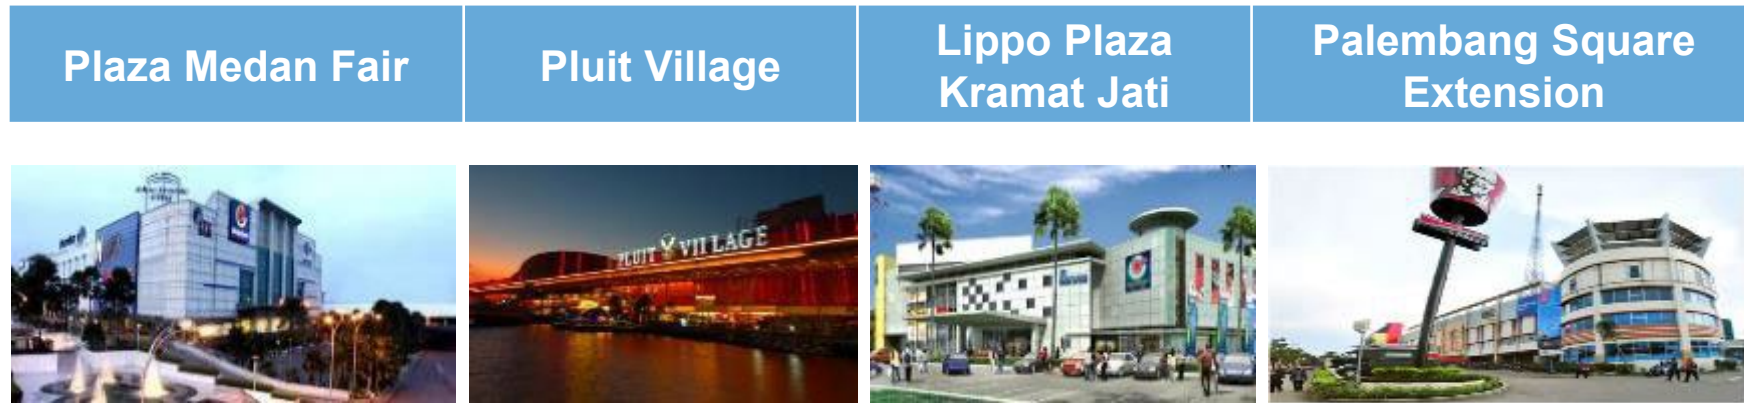 Plaza Medan Fair
Pluit Village
Lippo Plaza
Kramat Jati
Palembang Square
Extension
PLUIT VILLAGE